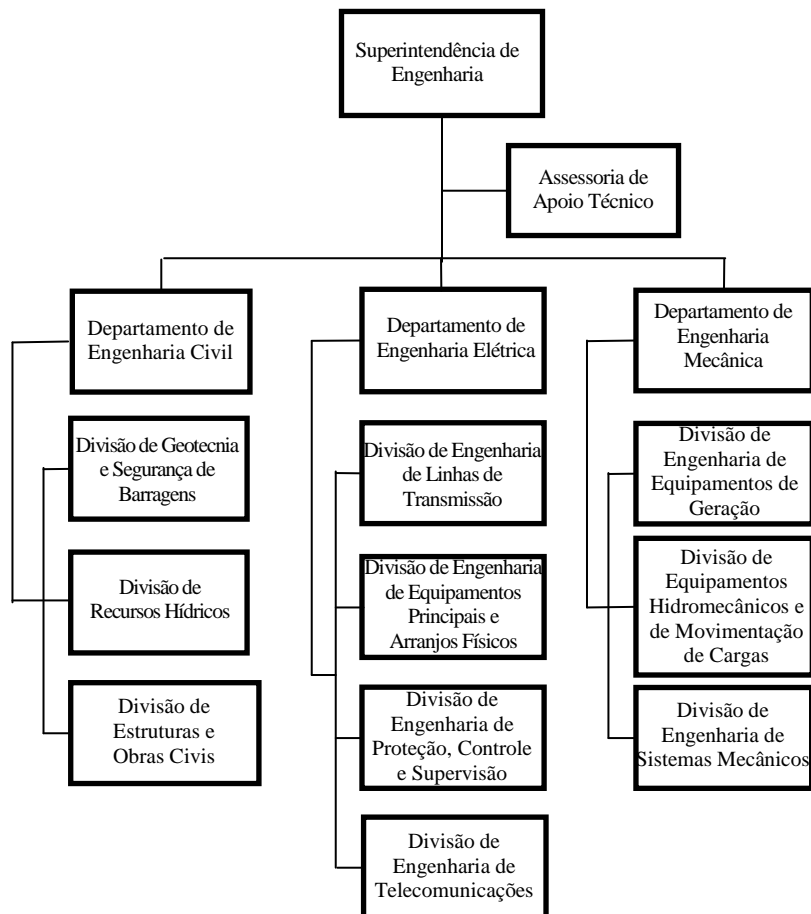 Superintendência de
Engenharia
Assessoria de
Apoio Técnico
Departamento de
Engenharia Civil
Departamento de
Engenharia Elétrica
Departamento de
Engenharia
Mecânica
Divisão de Geotecnia
e Segurança de
Barragens
Divisão de
Recursos Hídricos
Divisão de
Estruturas e
Obras Civis
Divisão de Engenharia
de Linhas de
Transmissão
Divisão de Engenharia
de Equipamentos
Principais e
Arranjos Físicos
Divisão de
Engenharia de
Proteção, Controle
e Supervisão
Divisão de
Engenharia de
Telecomunicações
Divisão de
Engenharia de
Equipamentos de
Geração
Divisão de
Equipamentos
Hidromecânicos e
de Movimentação
de Cargas
Divisão de
Engenharia de
Sistemas Mecânicos